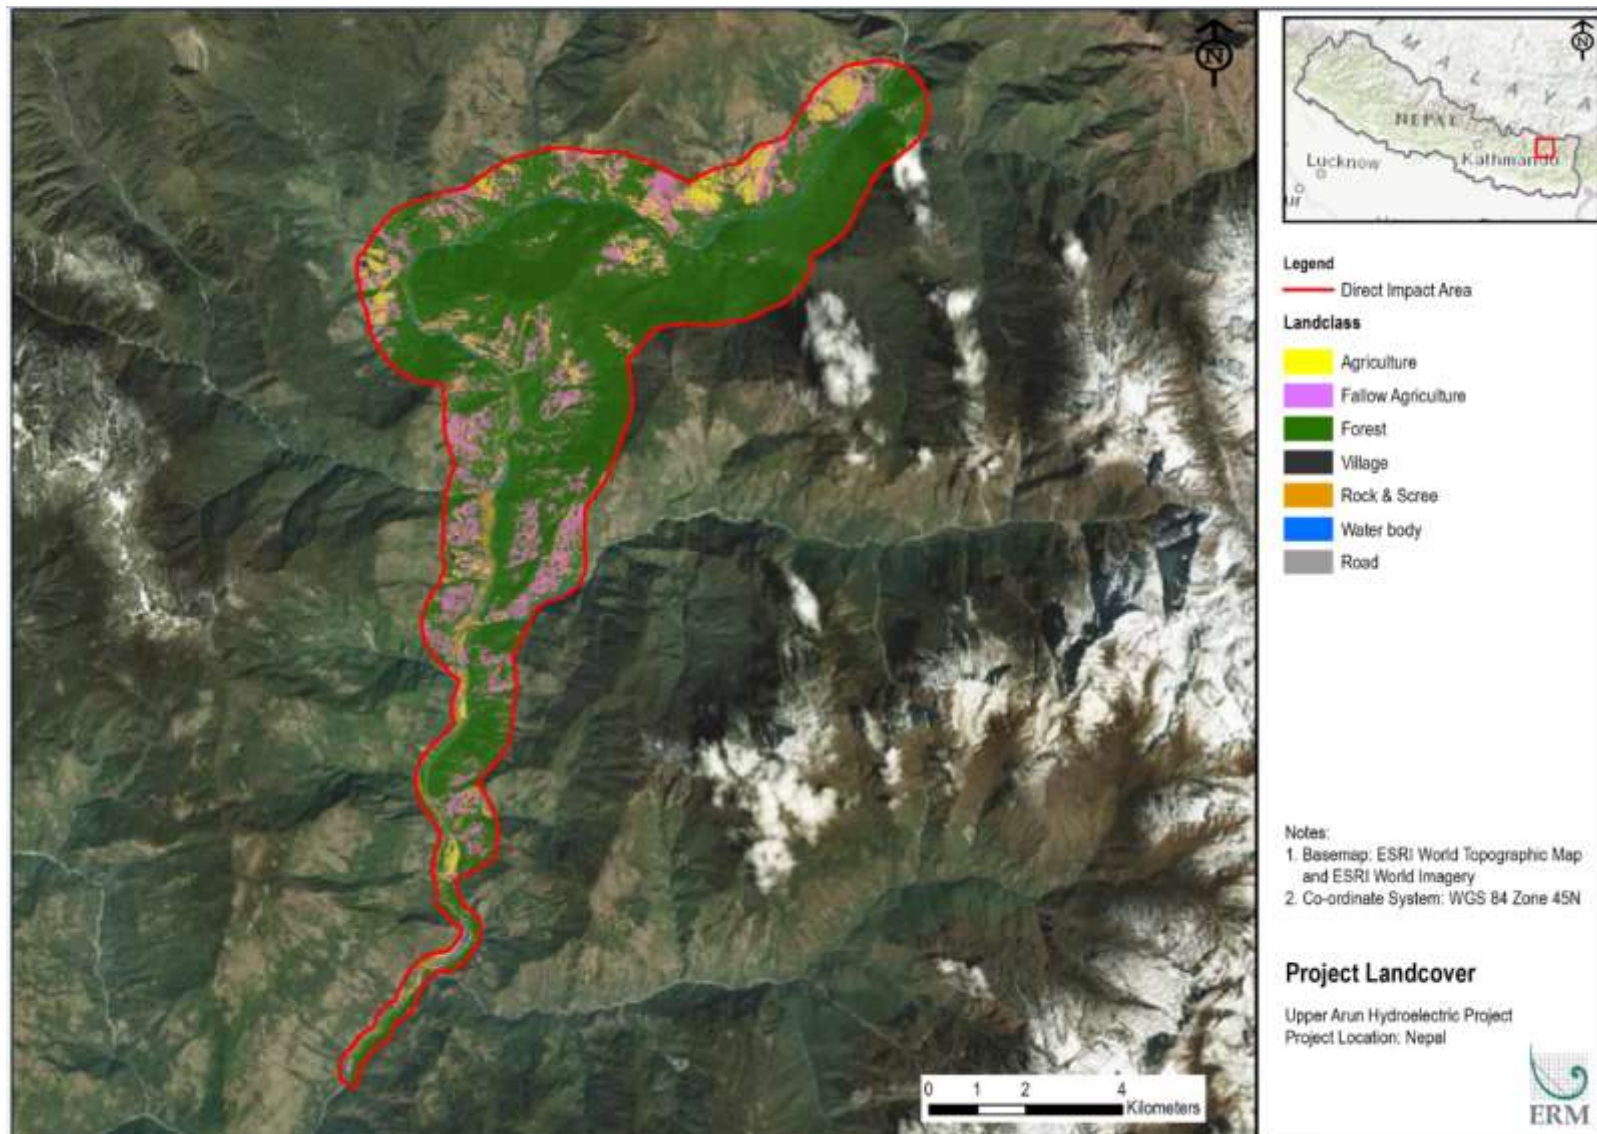 N
N
M A L A Y A
NEPAL
Lucknow
Kathmandu
ur
Legend
Direct Impact Area
Landclass
Agriculture
Fallow Agriculture
Forest
Village
Rock & Scree
Water body
Road
Notes:
1. Basemap: ESRI World Topographic Map
and ESRI World Imagery
2. Co-ordinate System: WGS 84 Zone 45N
Project Landcover
Upper Arun Hydroelectric Project
Project Location: Nepal
0 1 2 4
Kilometers
ERM